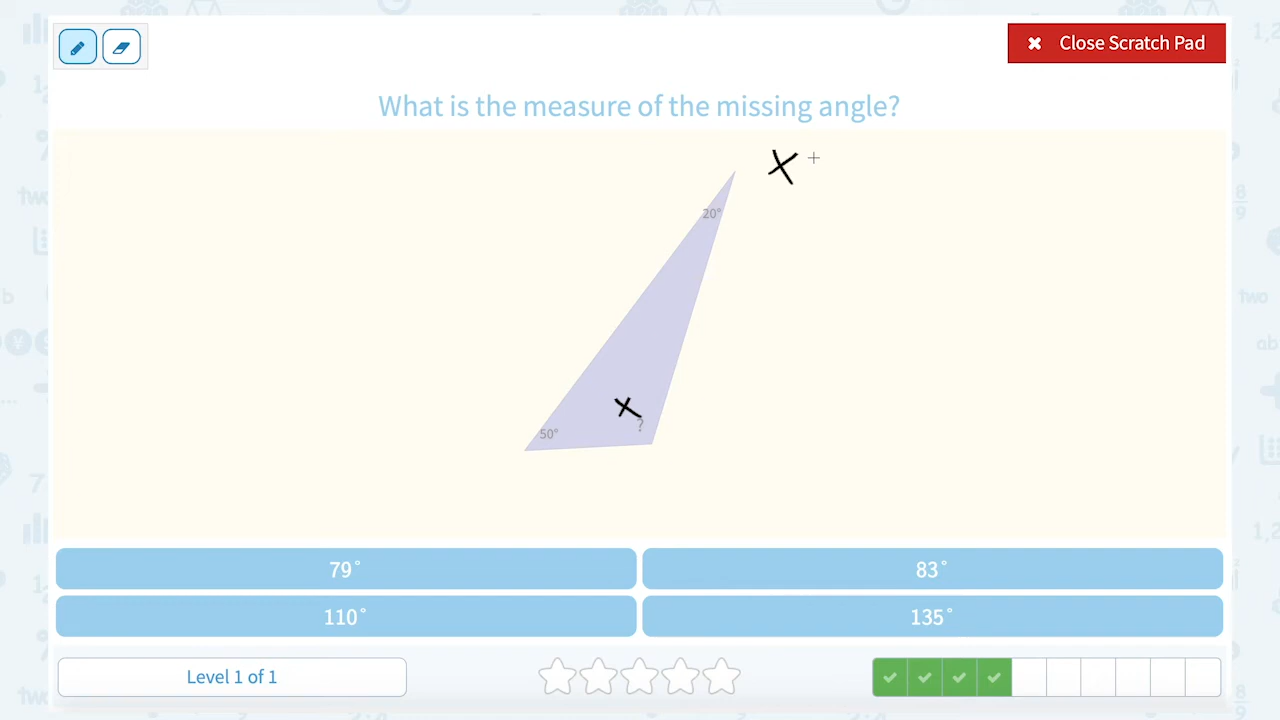 ✖ Close Scratch Pad
What is the measure of the missing angle?
x +
20°
x
?
50°
79°
83°
110°
135°
Level 1 of 1